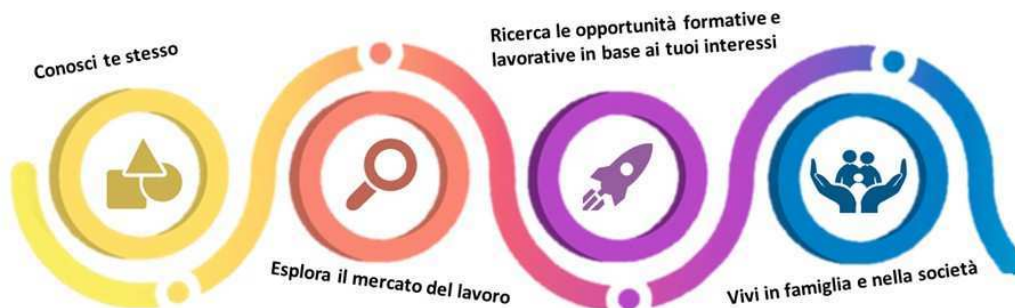 Conosci te stesso
Ricerca le opportunità formative e
lavorative in base ai tuoi interessi
Esplora il mercato del lavoro
Vivi in famiglia e nella società